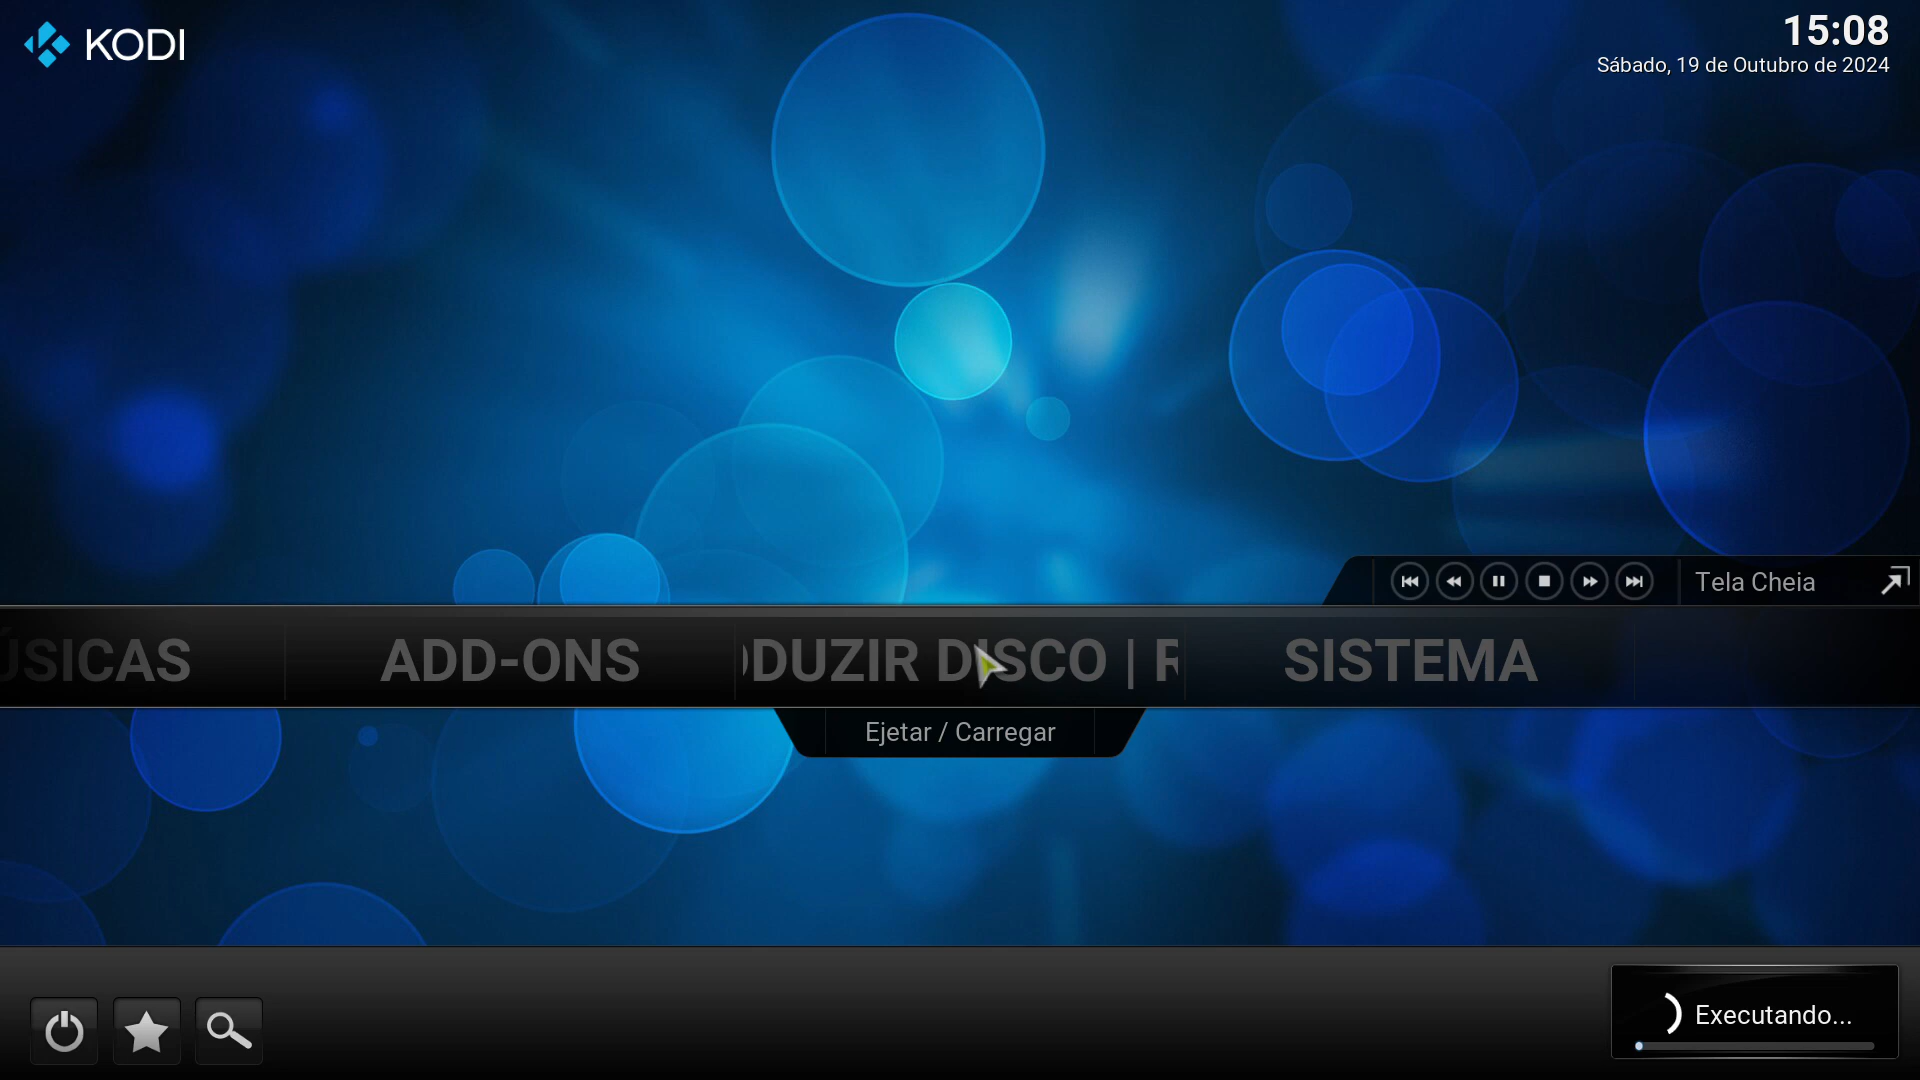 KODI
15:08
Sábado, 19 de Outubro de 2024
Tela Cheia
ÚSICAS ADD-ONS DUZIR DISCO | R SISTEMA
Ejetar / Carregar
Executando...